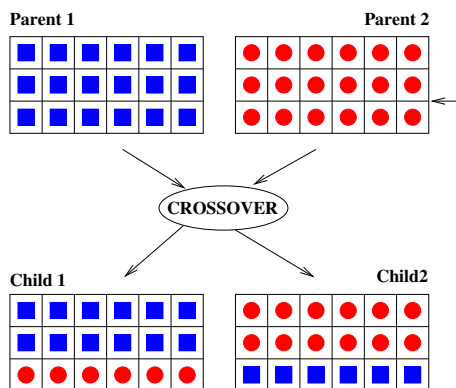 Parent 1
Parent 2
CROSSOVER
Child 1
Child2